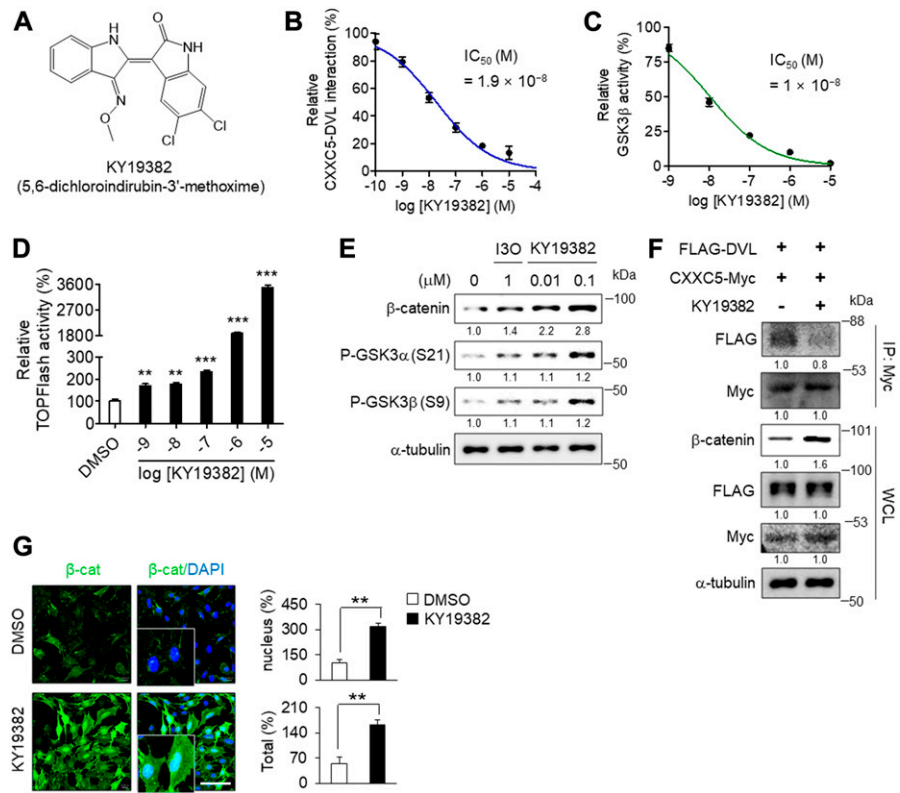 A
H
N
O
NH
N
O
Cl
Cl
KY19382
(5,6-dichloroindirubin-3'-methoxime)
B
Relative
CXXC5-DVL interaction (%)
100
80
60
40
20
0
-10 -9 -8 -7 -6 -5 -4
log [KY19382] (M)
IC50 (M)
= 1.9 × 10⁻⁸
C
Relative
GSK3β activity (%)
100
75
50
25
0
-9 -8 -7 -6 -5
log [KY19382] (M)
IC50 (M)
= 1 × 10⁻⁸
D
Relative
TOPFlash activity (%)
3600
2700
1800
300
200
100
0
** ** *** *** ***
DMSO -9 -8 -7 -6 -5
log [KY19382] (M)
E
I3O KY19382
(μM) 0 1 0.01 0.1 kDa
β-catenin −100
1.0 1.4 2.2 2.8
P-GSK3α(S21) −50
1.0 1.1 1.1 1.2
P-GSK3β(S9) −50
1.0 1.1 1.1 1.2
α-tubulin −50
F
FLAG-DVL + +
CXXC5-Myc + +
KY19382 - + kDa
−88
FLAG
1.0 0.8
−53
Myc
1.0 1.0
IP: Myc
β-catenin −101
1.0 1.6
−100
FLAG
1.0 1.0
−53
Myc
1.0 1.0
α-tubulin
−50
WCL
G
β-cat β-cat/DAPI
DMSO
KY19382
nucleus (%)
450
300
150
0
**
DMSO
KY19382
Total (%)
210
140
70
0
**